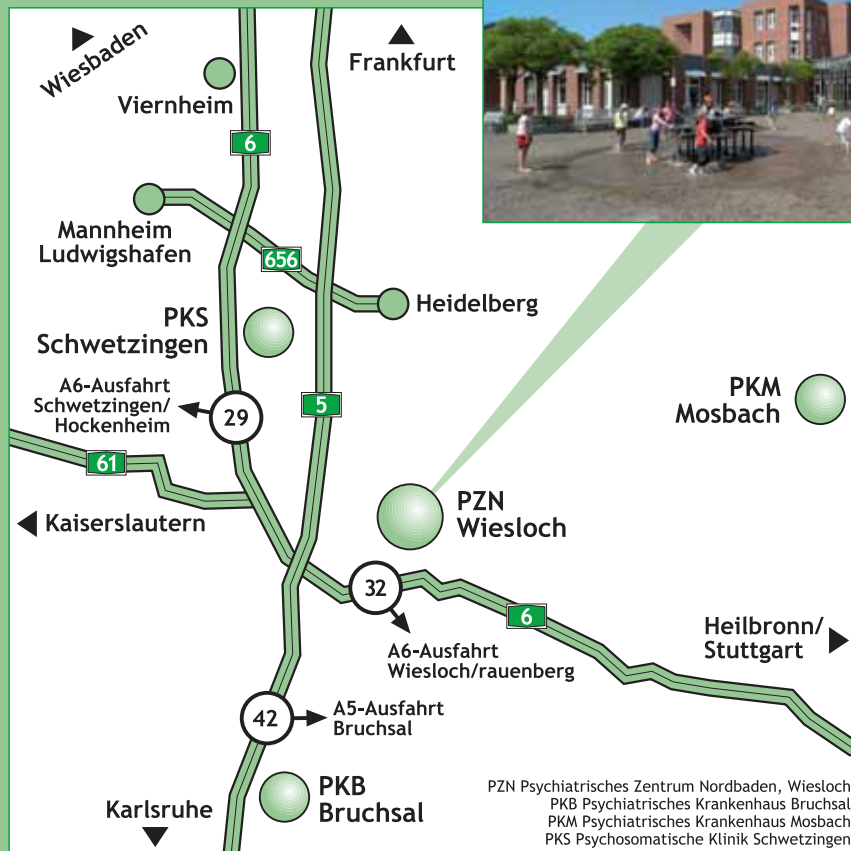 Wiesbaden
Frankfurt
Viernheim
6
Mannheim
Ludwigshafen
656
Heidelberg
PKS
Schwetzingen
A6-Ausfahrt
Schwetzingen/
Hockenheim
29
5
PKM
Mosbach
61
Kaiserslautern
PZN
Wiesloch
32
6
A6-Ausfahrt
Wiesloch/rauenberg
Heilbronn/
Stuttgart
42
A5-Ausfahrt
Bruchsal
PKB
Bruchsal
Karlsruhe
PZN Psychiatrisches Zentrum Nordbaden, Wiesloch
PKB Psychiatrisches Krankenhaus Bruchsal
PKM Psychiatrisches Krankenhaus Mosbach
PKS Psychosomatische Klinik Schwetzingen